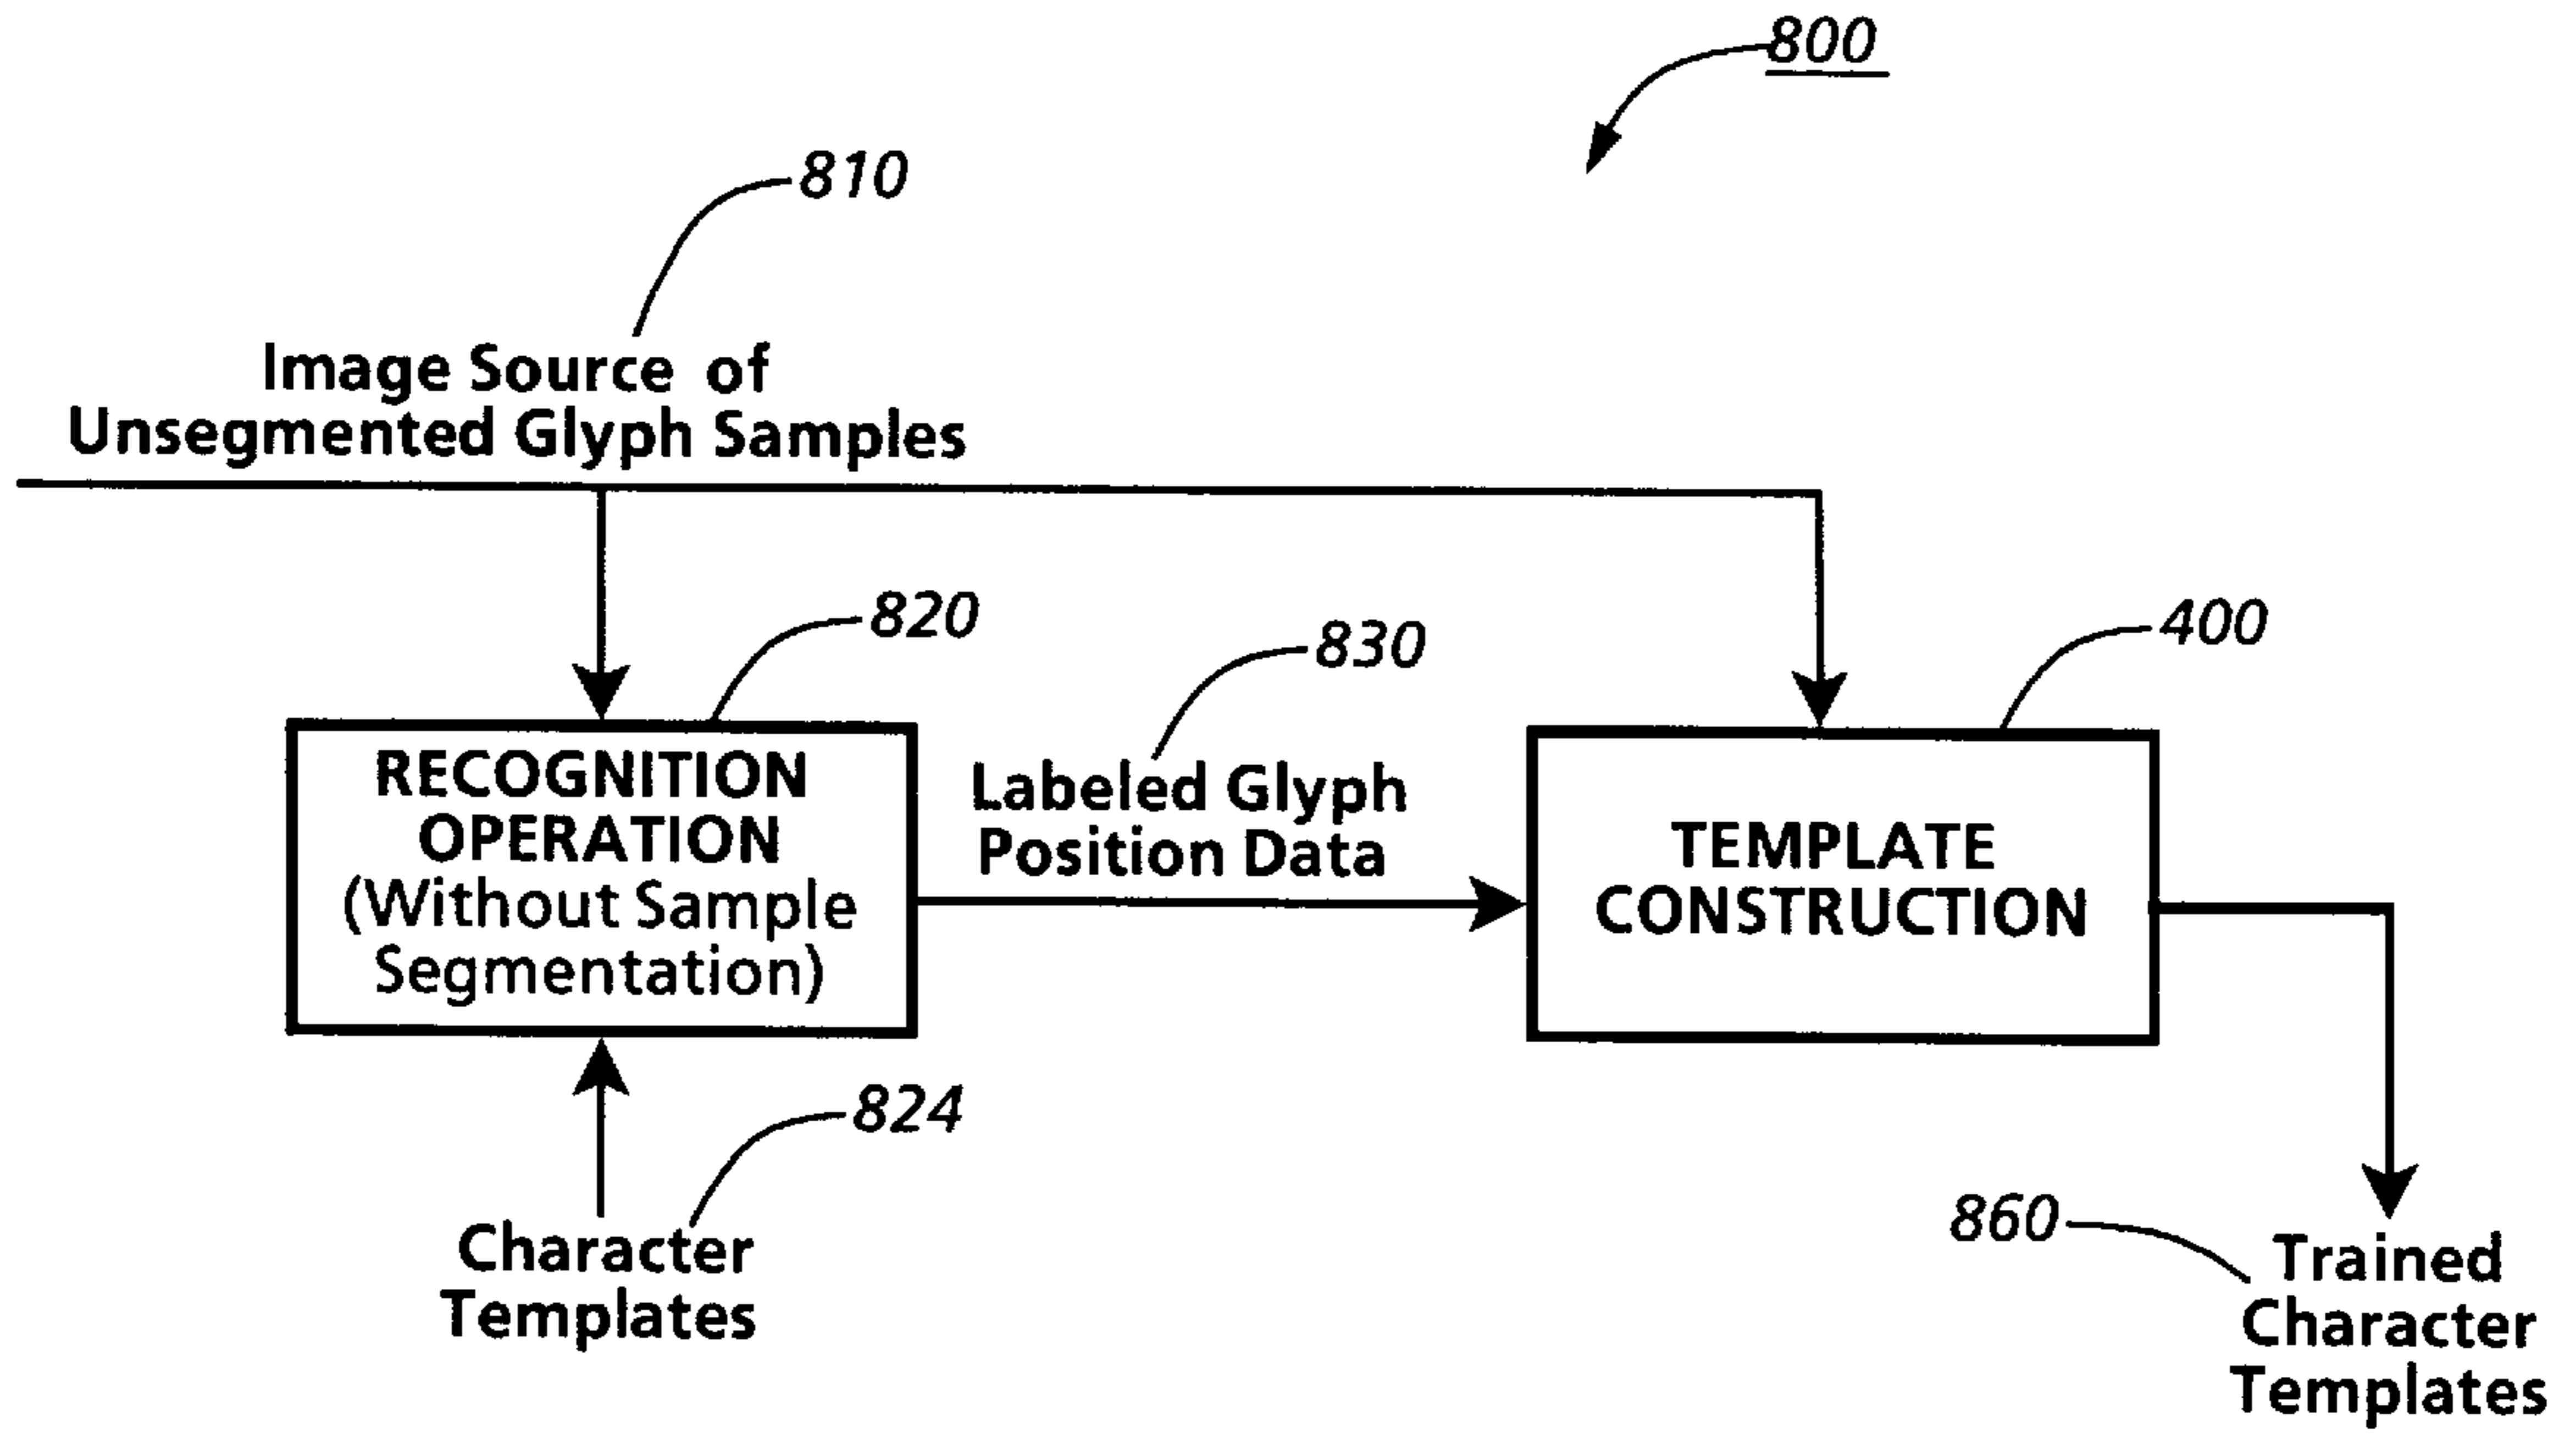 800
810
Image Source of
Unsegmented Glyph Samples
820
830
400
RECOGNITION
OPERATION
(Without Sample
Segmentation)
Labeled Glyph
Position Data
TEMPLATE
CONSTRUCTION
824
Character
Templates
860
Trained
Character
Templates